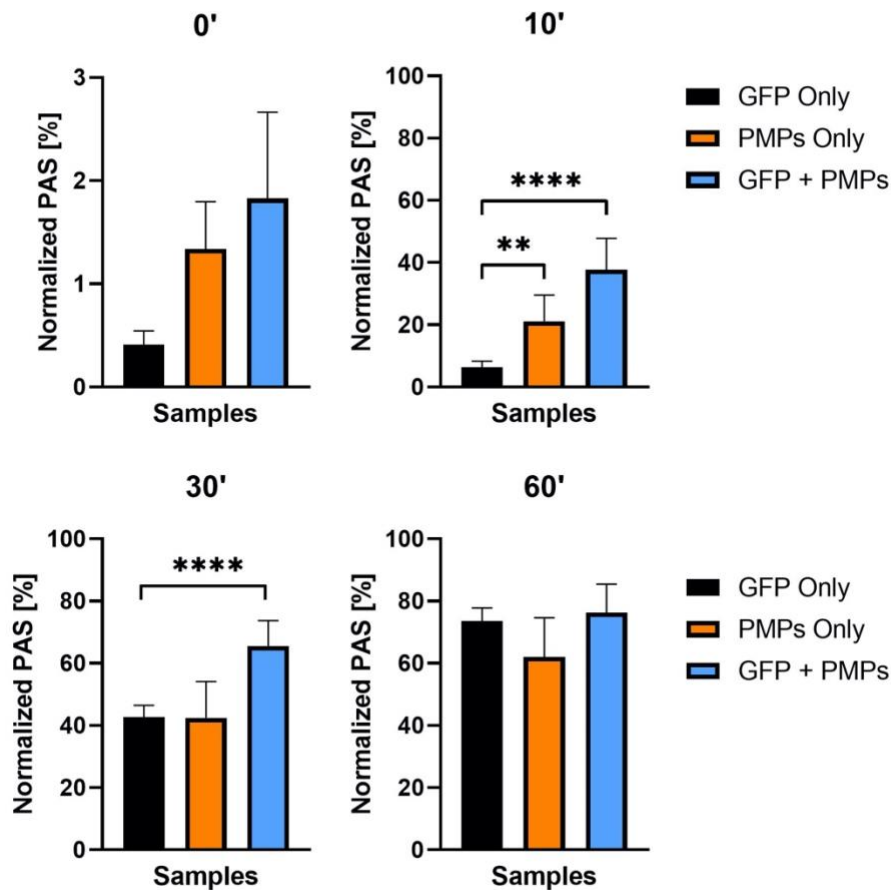 0'
Normalized PAS [%]
3
2
1
0
Samples
10'
Normalized PAS [%]
100
80
60
40
20
0
****
**
Samples
GFP Only
PMPs Only
GFP + PMPs
30'
Normalized PAS [%]
100
80
60
40
20
0
****
Samples
60'
Normalized PAS [%]
100
80
60
40
20
0
Samples
GFP Only
PMPs Only
GFP + PMPs